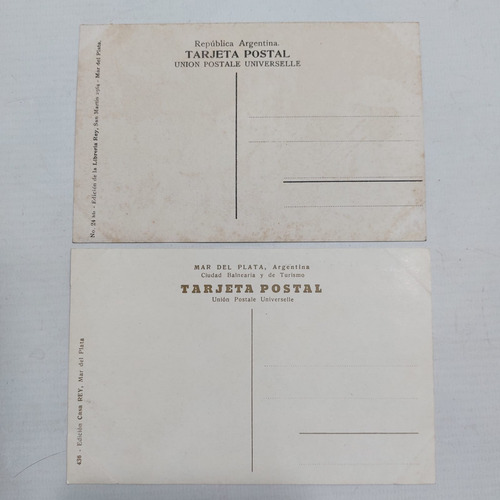 República Argentina.
TARJETA POSTAL
UNION POSTALE UNIVERSELLE
Edición de la Librería Rey, San Martín - Mar del Plata.
MAR DEL PLATA, Argentina
Ciudad Balnearia y de Turismo
TARJETA POSTAL
Unión Postale Universelle
- Edición Casa REY, Mar del Plata